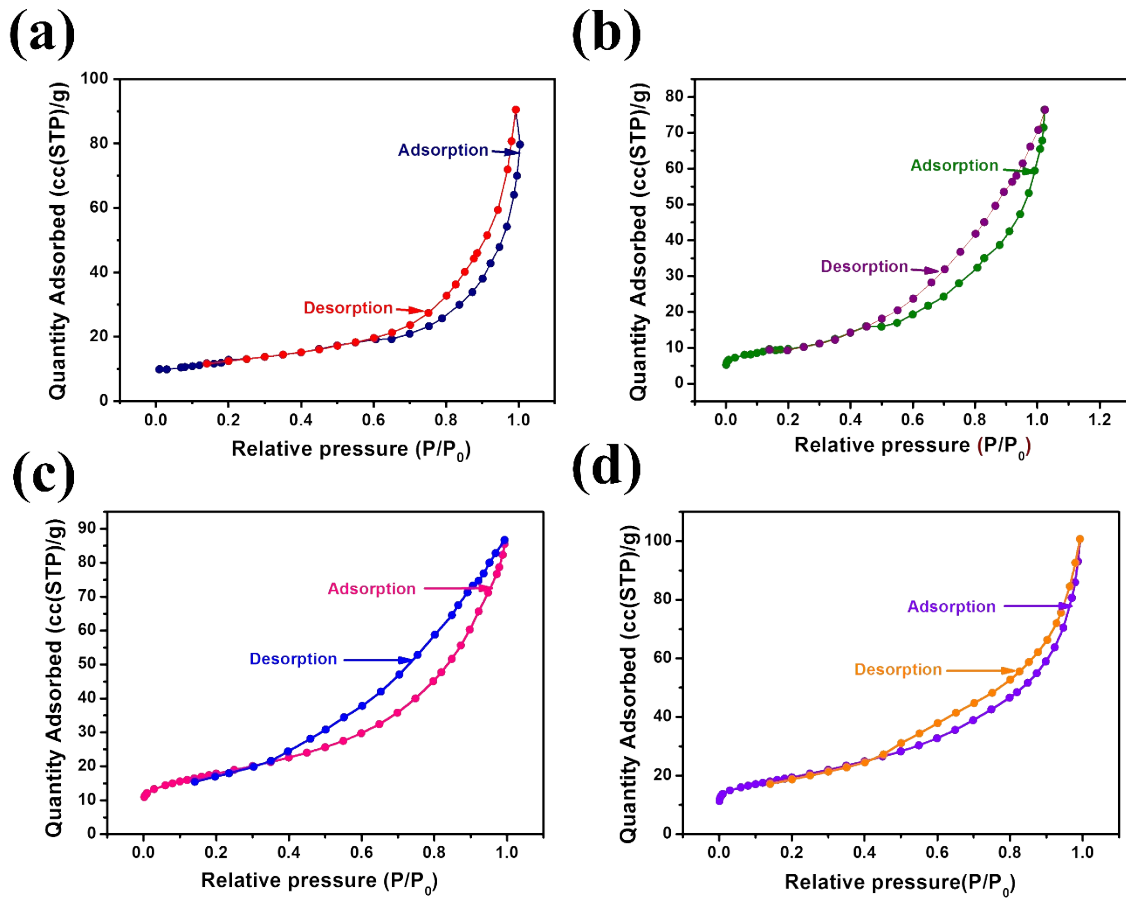 (a)
Quantity Adsorbed (cc(STP)/g)
100
80
60
40
20
0
Adsorption
Desorption
0.0 0.2 0.4 0.6 0.8 1.0
Relative pressure (P/P0)
(b)
Quantity Adsorbed (cc(STP)/g)
80
70
60
50
40
30
20
10
0
Adsorption
Desorption
0.0 0.2 0.4 0.6 0.8 1.0 1.2
Relative pressure (P/P0)
(c)
Quantity Adsorbed (cc(STP)/g)
90
80
70
60
50
40
30
20
10
0
Adsorption
Desorption
0.0 0.2 0.4 0.6 0.8 1.0
Relative pressure (P/P0)
(d)
Quantity Adsorbed (cc(STP)/g)
100
80
60
40
20
0
Adsorption
Desorption
0.0 0.2 0.4 0.6 0.8 1.0
Relative pressure(P/P0)